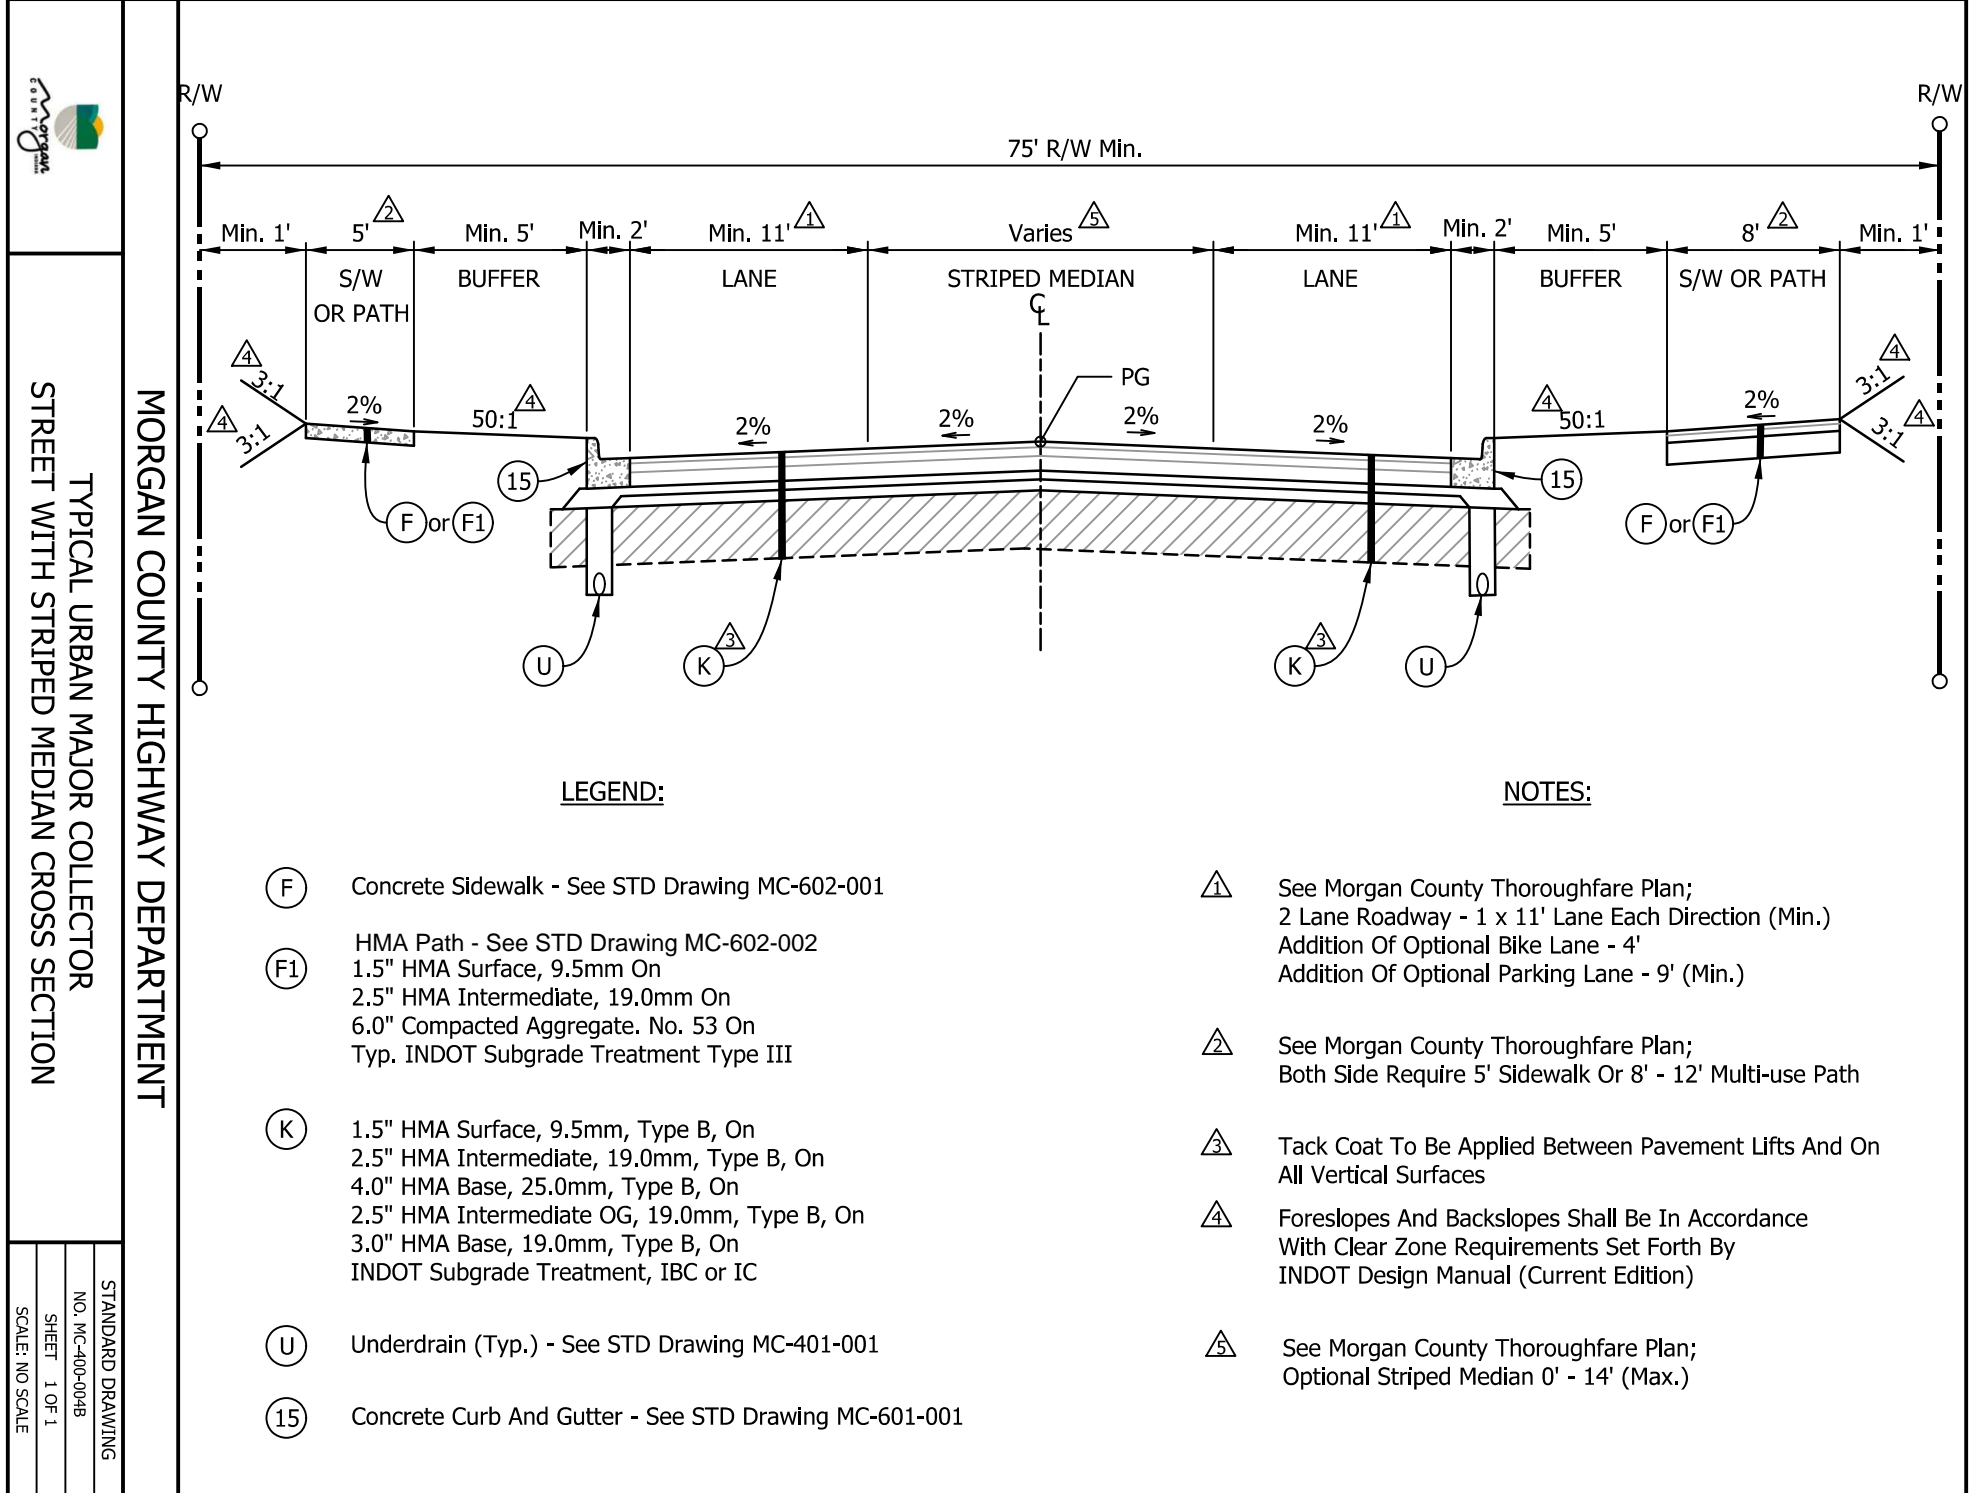 R/W
R/W
75' R/W Min.
Min. 1'
5'
2
Min. 5'
Min. 2'
Min. 11'
1
Varies
5
Min. 11'
1
Min. 2'
Min. 5'
8'
2
Min. 1'
S/W
OR PATH
BUFFER
LANE
STRIPED MEDIAN
LANE
BUFFER
S/W OR PATH
CL
PG
4
3:1
4
3:1
2%
50:1
4
2%
2%
2%
2%
4
50:1
2%
4
3:1
4
3:1
15
15
F or F1
F or F1
U
K
3
K
3
U
LEGEND:
F Concrete Sidewalk - See STD Drawing MC-602-001
HMA Path - See STD Drawing MC-602-002
F1 1.5" HMA Surface, 9.5mm On
2.5" HMA Intermediate, 19.0mm On
6.0" Compacted Aggregate. No. 53 On
Typ. INDOT Subgrade Treatment Type III
K 1.5" HMA Surface, 9.5mm, Type B, On
2.5" HMA Intermediate, 19.0mm, Type B, On
4.0" HMA Base, 25.0mm, Type B, On
2.5" HMA Intermediate OG, 19.0mm, Type B, On
3.0" HMA Base, 19.0mm, Type B, On
INDOT Subgrade Treatment, IBC or IC
U Underdrain (Typ.) - See STD Drawing MC-401-001
15 Concrete Curb And Gutter - See STD Drawing MC-601-001
NOTES:
1 See Morgan County Thoroughfare Plan;
2 Lane Roadway - 1 x 11' Lane Each Direction (Min.)
Addition Of Optional Bike Lane - 4'
Addition Of Optional Parking Lane - 9' (Min.)
2 See Morgan County Thoroughfare Plan;
Both Side Require 5' Sidewalk Or 8' - 12' Multi-use Path
3 Tack Coat To Be Applied Between Pavement Lifts And On
All Vertical Surfaces
4 Foreslopes And Backslopes Shall Be In Accordance
With Clear Zone Requirements Set Forth By
INDOT Design Manual (Current Edition)
5 See Morgan County Thoroughfare Plan;
Optional Striped Median 0' - 14' (Max.)
MORGAN COUNTY HIGHWAY DEPARTMENT
Morgan
COUNTY
INDIANA
TYPICAL URBAN MAJOR COLLECTOR
STREET WITH STRIPED MEDIAN CROSS SECTION
STANDARD DRAWING
NO. MC-400-004B
SHEET 1 OF 1
SCALE: NO SCALE